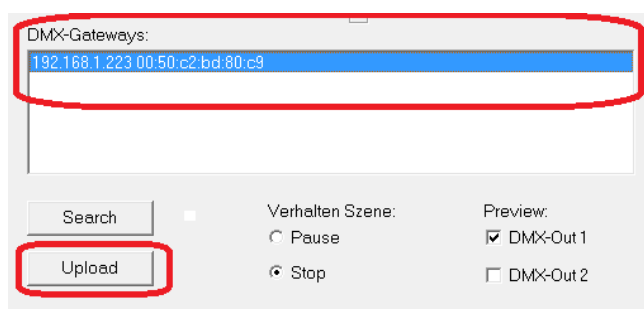 DMX-Gateways:
192.168.1.223 00:50:c2:bd:80:c9
Search
Verhalten Szene:
Preview:
Pause
DMX-Out 1
Upload
Stop
DMX-Out 2